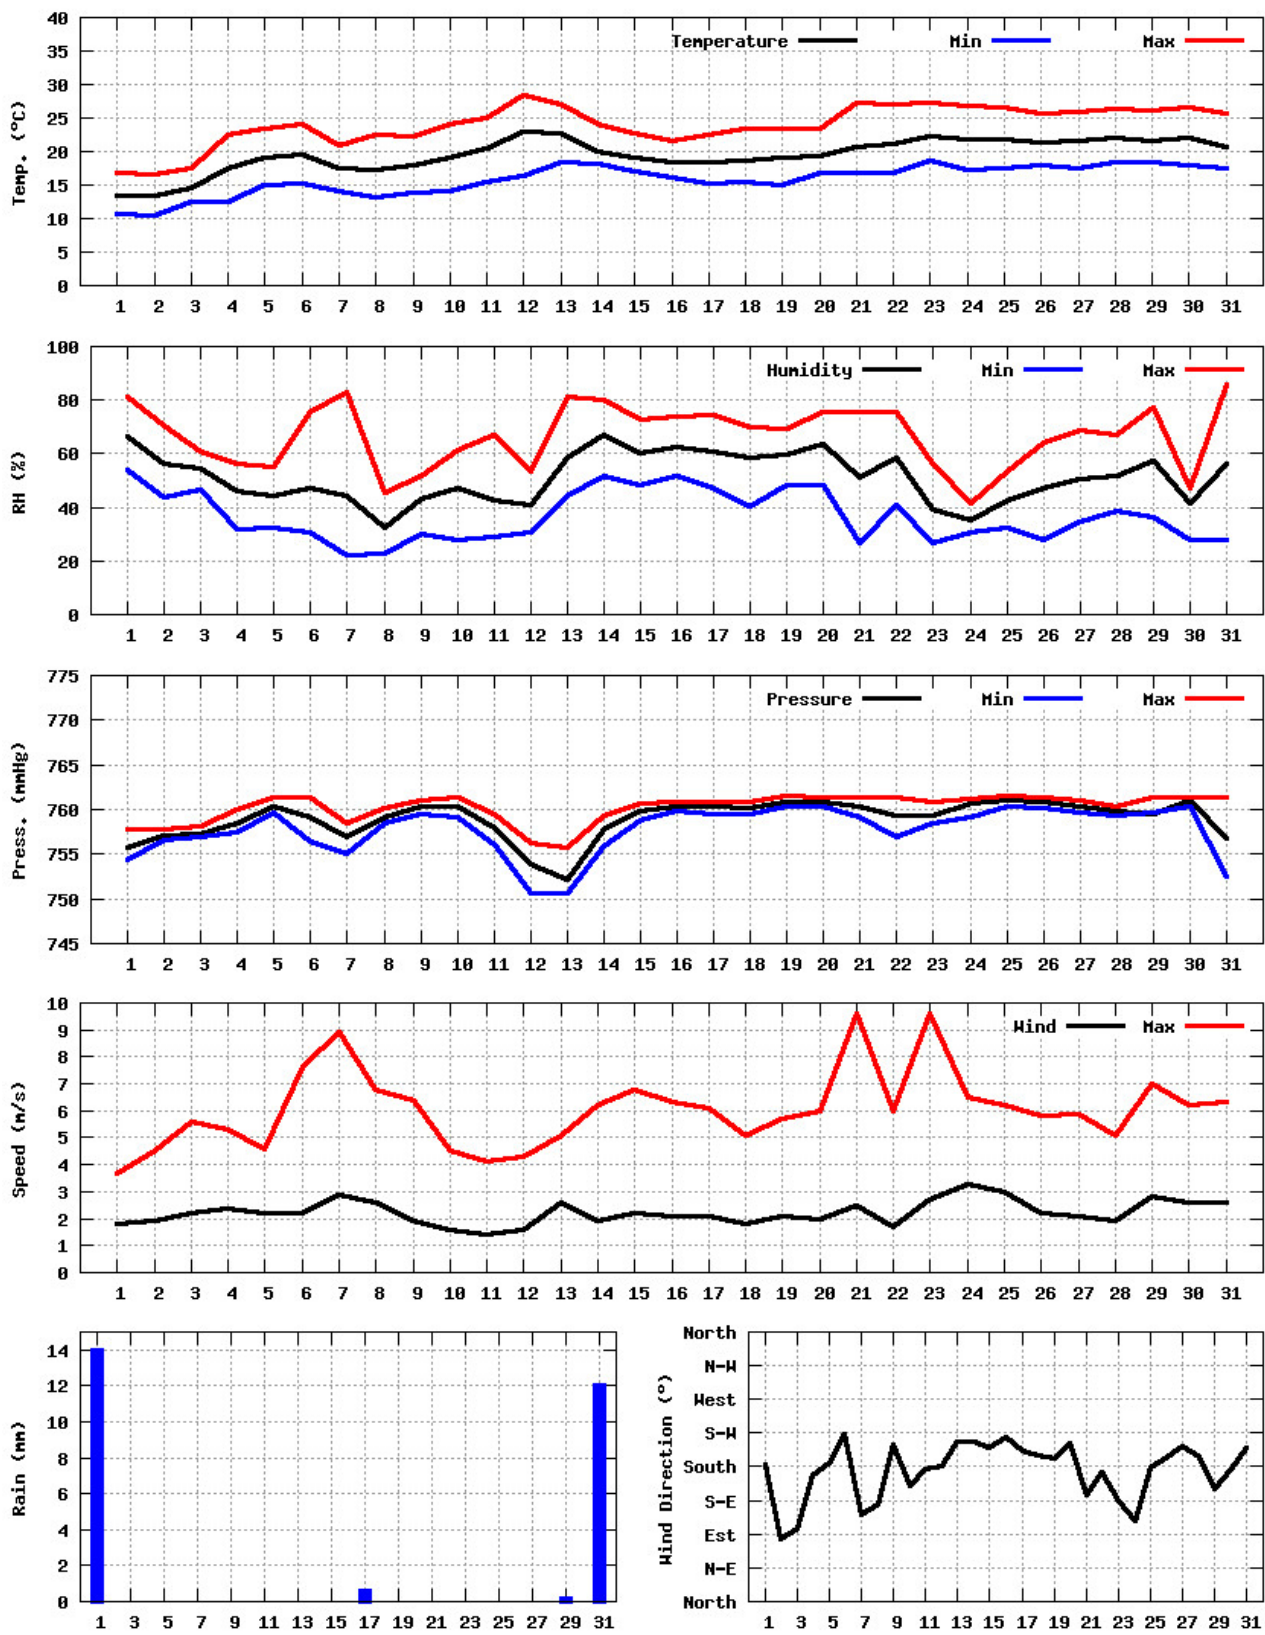 Temperature Min Max
Temp. (°C)
40
35
30
25
20
15
10
5
0
1 2 3 4 5 6 7 8 9 10 11 12 13 14 15 16 17 18 19 20 21 22 23 24 25 26 27 28 29 30 31
Humidity Min Max
RH (%)
100
80
60
40
20
0
1 2 3 4 5 6 7 8 9 10 11 12 13 14 15 16 17 18 19 20 21 22 23 24 25 26 27 28 29 30 31
Pressure Min Max
Press. (mmHg)
775
770
765
760
755
750
745
1 2 3 4 5 6 7 8 9 10 11 12 13 14 15 16 17 18 19 20 21 22 23 24 25 26 27 28 29 30 31
Wind Max
Speed (m/s)
10
9
8
7
6
5
4
3
2
1
0
1 2 3 4 5 6 7 8 9 10 11 12 13 14 15 16 17 18 19 20 21 22 23 24 25 26 27 28 29 30 31
Rain (mm)
14
12
10
8
6
4
2
0
1 3 5 7 9 11 13 15 17 19 21 23 25 27 29 31
Wind Direction (°)
North
N-W
West
S-W
South
S-E
Est
N-E
North
1 3 5 7 9 11 13 15 17 19 21 23 25 27 29 31